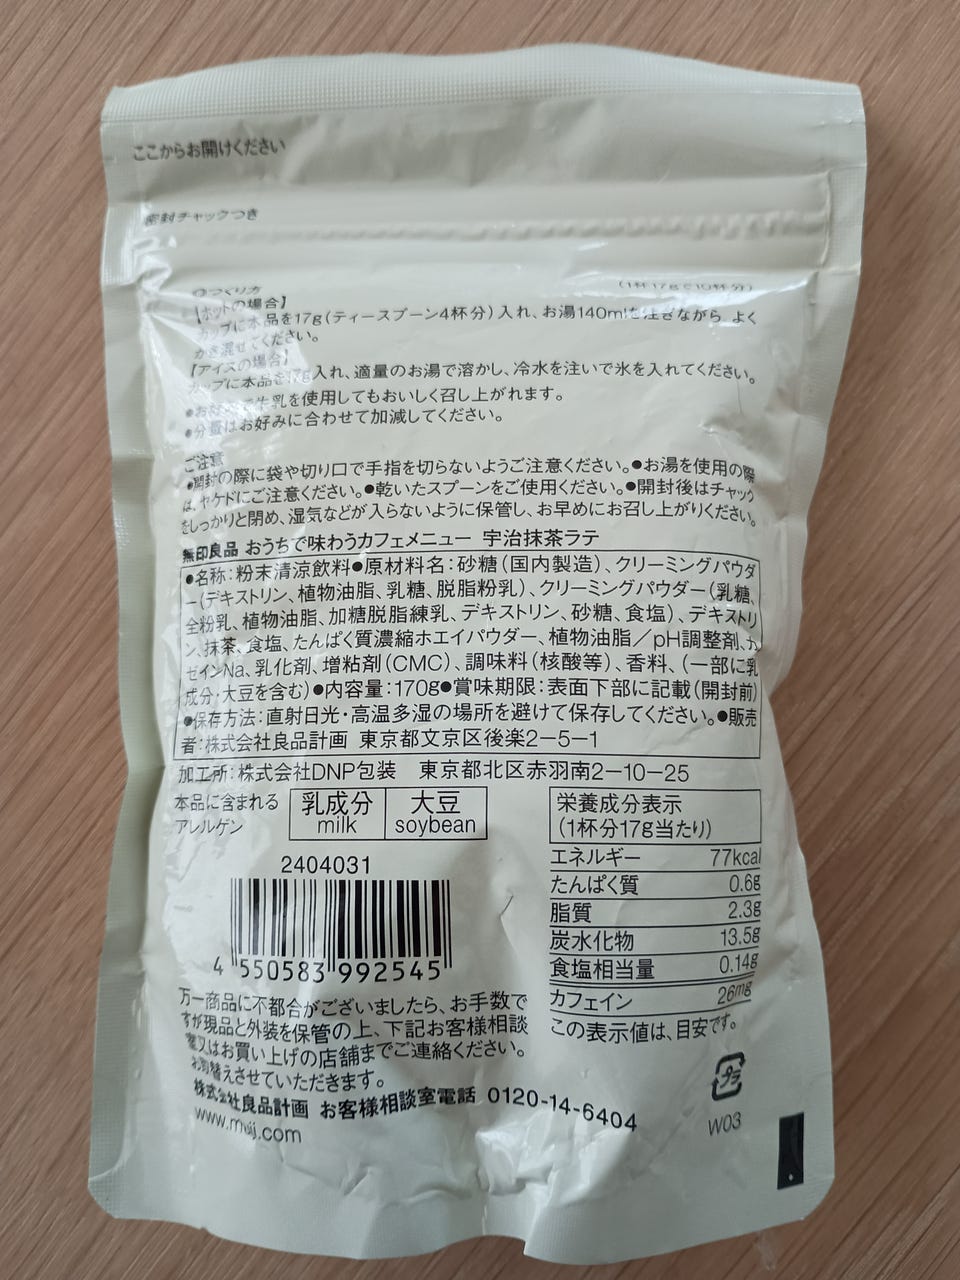 ここからお開けください
密封チャックつき
●つくり方 (1杯17gで10杯分)
【ホットの場合】
カップに本品を17g(ティースプーン4杯分)入れ、お湯140mlを注ぎながら よく
かき混ぜてください。
【アイスの場合】
カップに本品を17g入れ、適量のお湯で溶かし、冷水を注いで氷を入れてください。
●お好みで牛乳を使用してもおいしく召し上がれます。
●分量はお好みに合わせて加減してください。
ご注意
●開封の際に袋や切り口で手指を切らないようご注意ください。●お湯を使用の際
は、ヤケドにご注意ください。●乾いたスプーンをご使用ください。●開封後はチャック
をしっかりと閉め、湿気などが入らないように保管し、お早めにお召し上がりください。
無印良品 おうちで味わうカフェメニュー 宇治抹茶ラテ
●名称:粉末清涼飲料●原材料名:砂糖(国内製造)、クリーミングパウダ
ー(デキストリン、植物油脂、乳糖、脱脂粉乳)、クリーミングパウダー(乳糖、
全粉乳、植物油脂、加糖脱脂練乳、デキストリン、砂糖、食塩)、デキストリ
ン、抹茶、食塩、たんぱく質濃縮ホエイパウダー、植物油脂/pH調整剤、カ
ゼインNa、乳化剤、増粘剤(CMC)、調味料(核酸等)、香料、(一部に乳
成分・大豆を含む)●内容量:170g●賞味期限:表面下部に記載(開封前)
●保存方法:直射日光・高温多湿の場所を避けて保存してください。●販売
者:株式会社良品計画 東京都文京区後楽2-5-1
加工所:株式会社DNP包装 東京都北区赤羽南2-10-25
本品に含まれる
アレルゲン
乳成分 大豆
milk soybean
栄養成分表示
(1杯分17g当たり)
エネルギー 77kcal
たんぱく質 0.6g
脂質 2.3g
炭水化物 13.5g
食塩相当量 0.14g
カフェイン 26mg
この表示値は、目安です。
2404031
4 550583 992545
万一商品に不都合がございましたら、お手数で
すが現品と外装を保管の上、下記お客様相談
室又はお買い上げの店舗までご連絡ください。
お取替えさせていただきます。
株式会社良品計画 お客様相談室電話 0120-14-6404
www.muji.com
プラ
W03